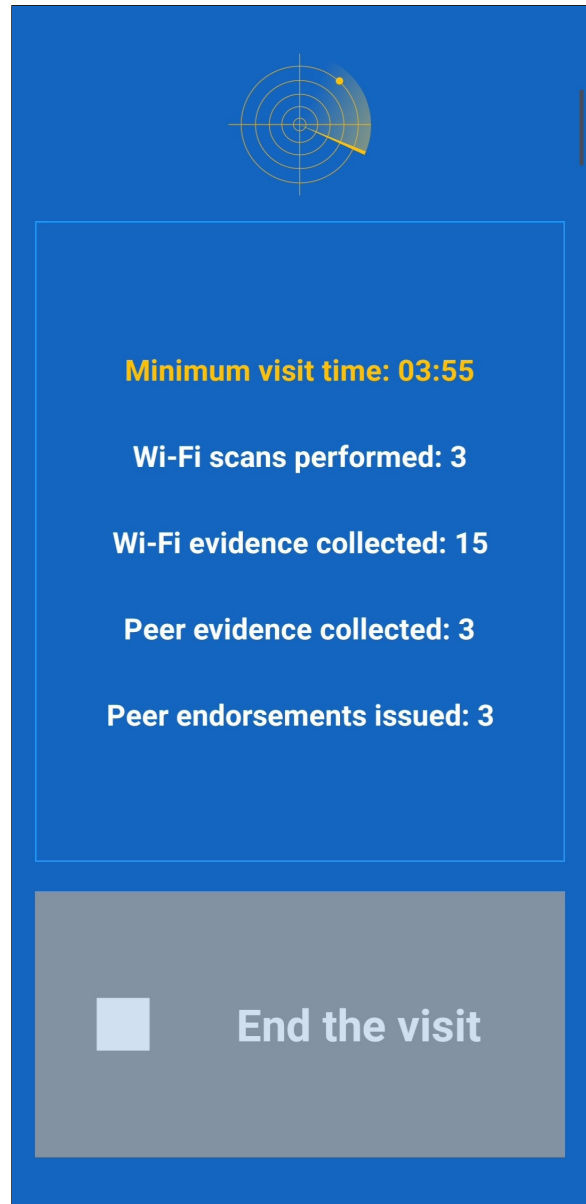 Minimum visit time: 03:55
Wi-Fi scans performed: 3
Wi-Fi evidence collected: 15
Peer evidence collected: 3
Peer endorsements issued: 3
End the visit